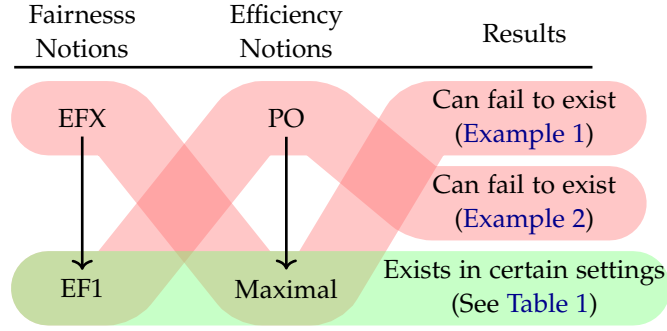 Fairnesss Efficiency
Notions Notions Results
EFX PO Can fail to exist
(Example 1)
Can fail to exist
(Example 2)
EF1 Maximal Exists in certain settings
(See Table 1)